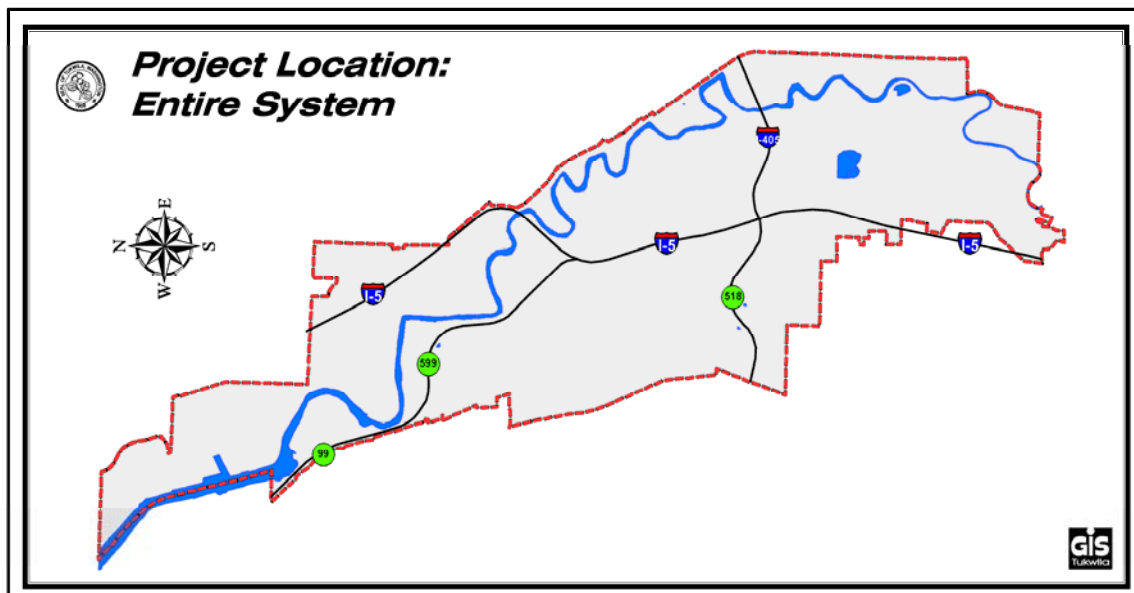 Project Location:
Entire System
E
N
S
W
I-405
I-5
I-5
I-5
518
599
99
GIS
Tukwila